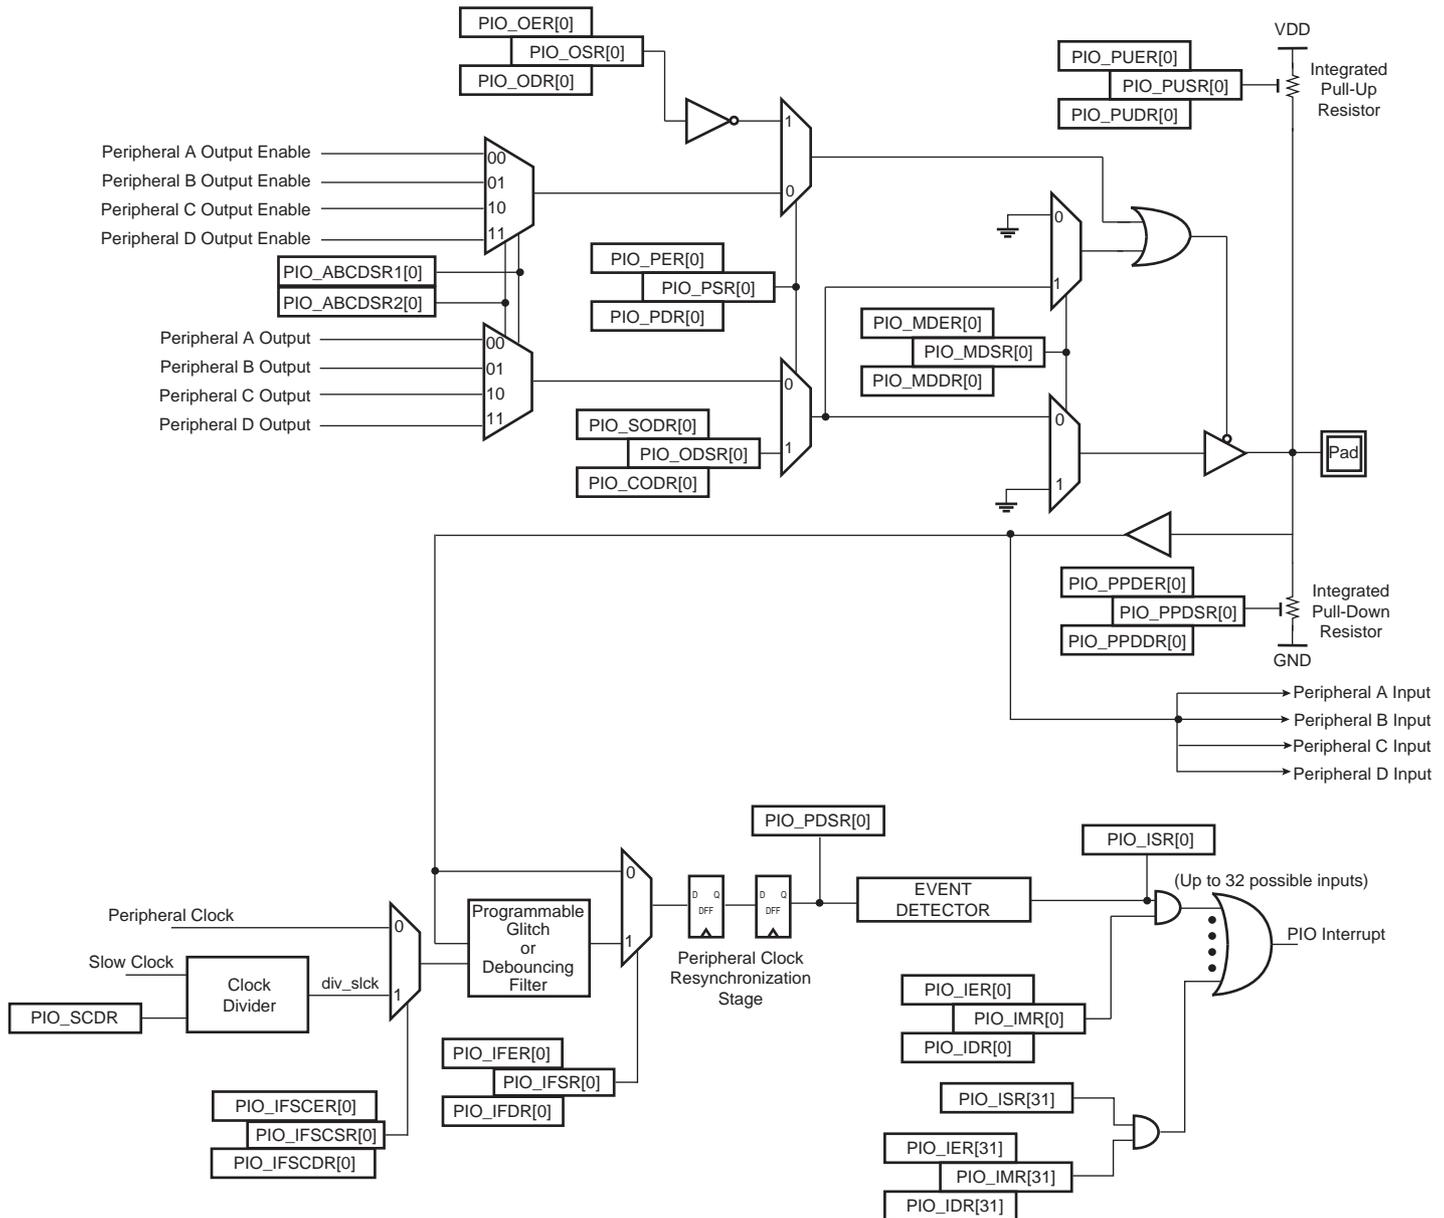 PIO_OER[0]
PIO_OSR[0]
PIO_ODR[0]
VDD
PIO_PUER[0]
PIO_PUSR[0]
PIO_PUDR[0]
Integrated
Pull-Up
Resistor
1
0
Peripheral A Output Enable
Peripheral B Output Enable
Peripheral C Output Enable
Peripheral D Output Enable
00
01
10
11
PIO_ABCDSR1[0]
PIO_ABCDSR2[0]
PIO_PER[0]
PIO_PSR[0]
PIO_PDR[0]
0
1
PIO_MDER[0]
PIO_MDSR[0]
PIO_MDDR[0]
Peripheral A Output
Peripheral B Output
Peripheral C Output
Peripheral D Output
00
01
10
11
0
1
PIO_SODR[0]
PIO_ODSR[0]
PIO_CODR[0]
0
1
Pad
PIO_PPDER[0]
PIO_PPDSR[0]
PIO_PPDDR[0]
Integrated
Pull-Down
Resistor
GND
Peripheral A Input
Peripheral B Input
Peripheral C Input
Peripheral D Input
PIO_PDSR[0]
PIO_ISR[0]
(Up to 32 possible inputs)
0
1
D Q
DFF
D Q
DFF
Peripheral Clock
Resynchronization
Stage
EVENT
DETECTOR
PIO Interrupt
Peripheral Clock
Slow Clock
PIO_SCDR
Clock
Divider
div_slck
0
1
Programmable
Glitch
or
Debouncing
Filter
PIO_IER[0]
PIO_IMR[0]
PIO_IDR[0]
PIO_IFER[0]
PIO_IFSR[0]
PIO_IFDR[0]
PIO_IFSCER[0]
PIO_IFSCSR[0]
PIO_IFSCDR[0]
PIO_ISR[31]
PIO_IER[31]
PIO_IMR[31]
PIO_IDR[31]